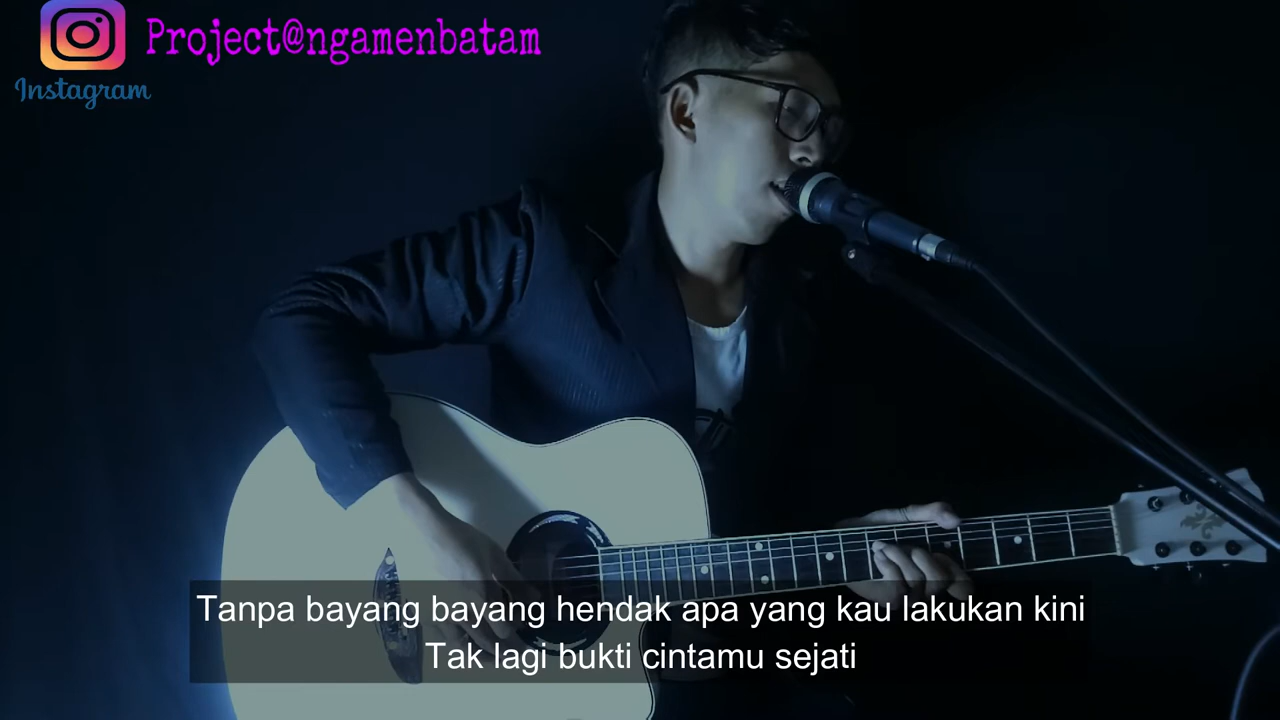 Project@ngamenbatam
Instagram
Tanpa bayang bayang hendak apa yang kau lakukan kini
Tak lagi bukti cintamu sejati